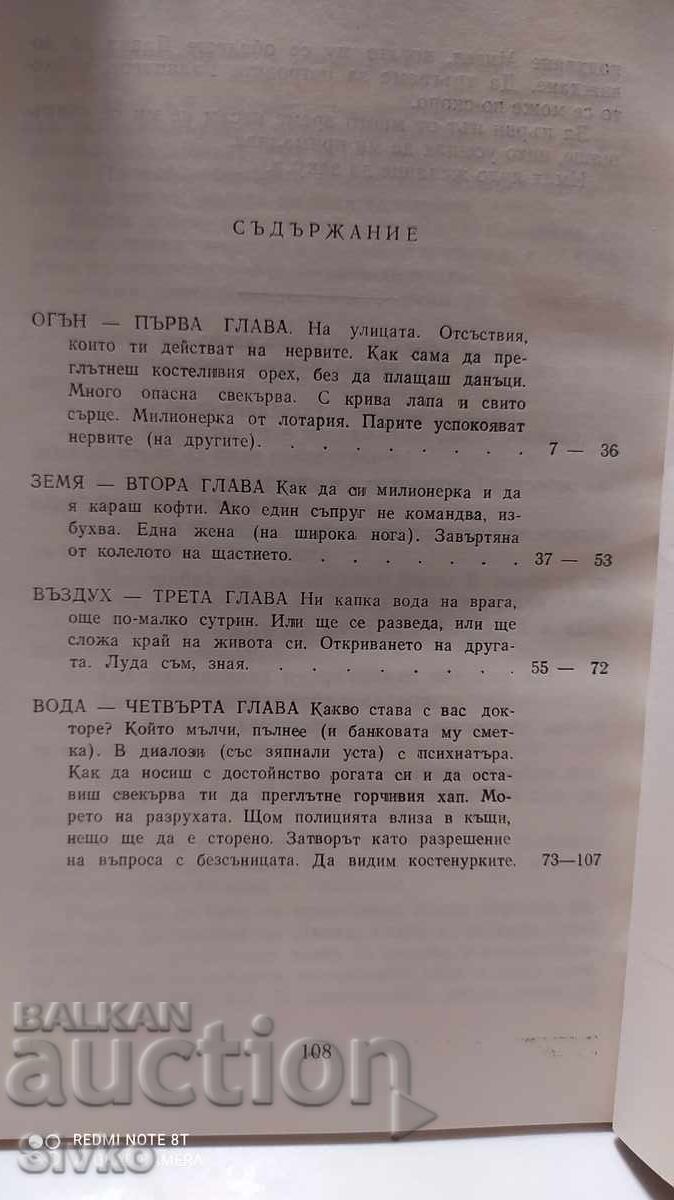 СЪДЪРЖАНИЕ
ОГЪН — ПЪРВА ГЛАВА. На улицата. Отсъствия,
които ти действат на нервите. Как сама да пре-
глътнеш костеливия орех, без да плащаш данъци.
Много опасна свекърва. С крива лапа и свито
сърце. Милионерка от лотария. Парите успокояват
нервите (на другите). . . . . . . . . 7 — 36
ЗЕМЯ — ВТОРА ГЛАВА Как да си милионерка и да
я караш кофти. Ако един съпруг не командва, из-
бухва. Една жена (на широка нога). Завъртяна
от колелото на щастието. . . . . . . . 37 — 53
ВЪЗДУХ — ТРЕТА ГЛАВА Ни капка вода на врага,
още по-малко сутрин. Или ще се разведа, или ще
сложа край на живота си. Откриването на друга-
та. Луда съм, зная. . . . . . . . . 55 — 72
ВОДА — ЧЕТВЪРТА ГЛАВА Какво става с вас док-
торе? Който мълчи, пълнее (и банковата му смет-
ка). В диалози (със зяпнали уста) с психиатъра.
Как да носиш с достойнство рогата си и да оста-
виш свекърва ти да преглътне горчивия хап. Мо-
рето на разрухата. Щом полицията влиза в къщи,
нещо ще да е сторено. Затворът като разрешение
на въпроса с безсъницата. Да видим костенурките. 73—107
108
BALKAN
auction
REDMI NOTE 8T
sivko